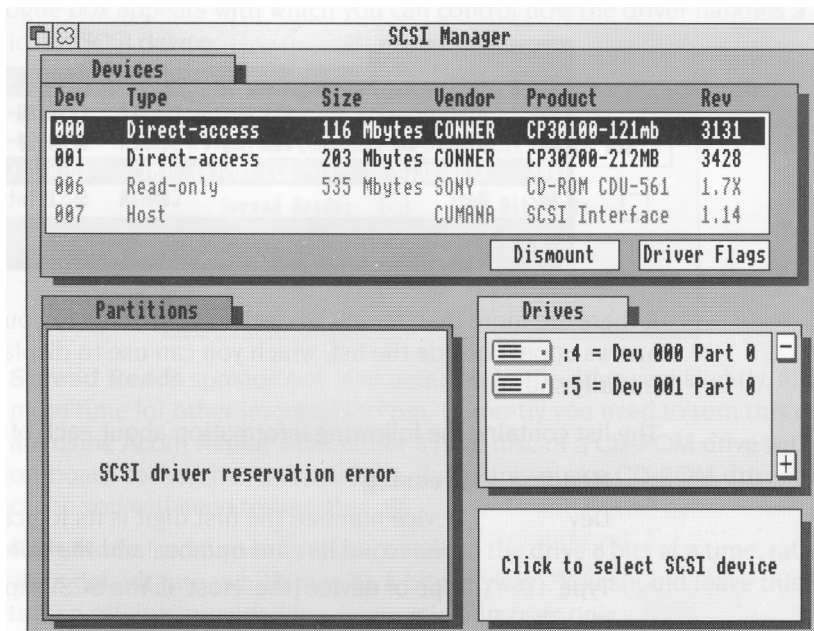 SCSI Manager
Devices
Dev Type Size Vendor Product Rev
000 Direct-access 116 Mbytes CONNER CP30100-121mb 3131
001 Direct-access 203 Mbytes CONNER CP30200-212MB 3428
006 Read-only 535 Mbytes SONY CD-ROM CDU-561 1.7X
007 Host CUMANA SCSI Interface 1.14
Dismount Driver Flags
Partitions
SCSI driver reservation error
Drives
:4 = Dev 000 Part 0
:5 = Dev 001 Part 0
Click to select SCSI device